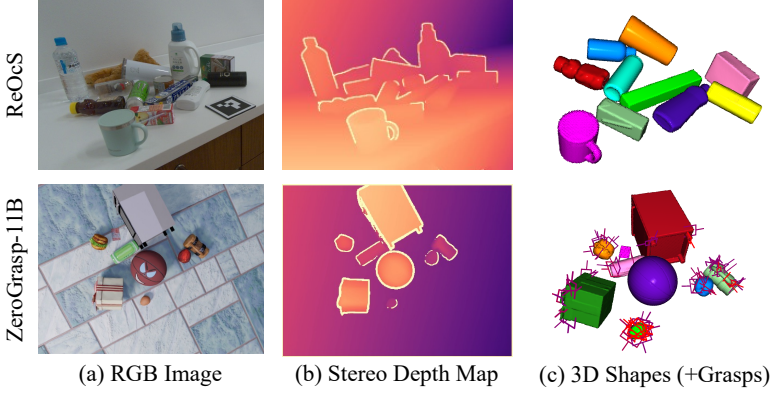 ReOcS
ZeroGrasp-11B
(a) RGB Image
(b) Stereo Depth Map
(c) 3D Shapes (+Grasps)